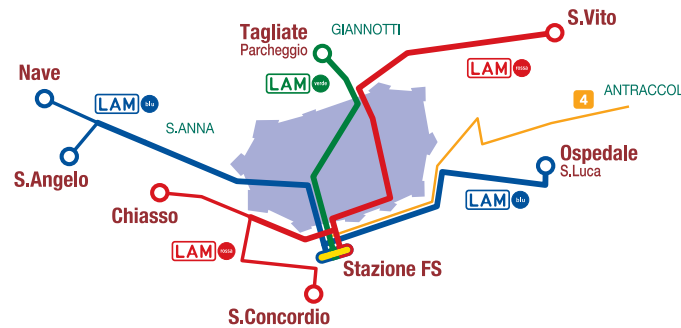 S.Vito
Tagliate
Parcheggio
GIANNOTTI
LAM rossa
Nave
LAM verde
ANTRACCOL
LAM blu
4
S.ANNA
Ospedale
S.Luca
S.Angelo
Chiasso
LAM blu
LAM rossa
Stazione FS
S.Concordio